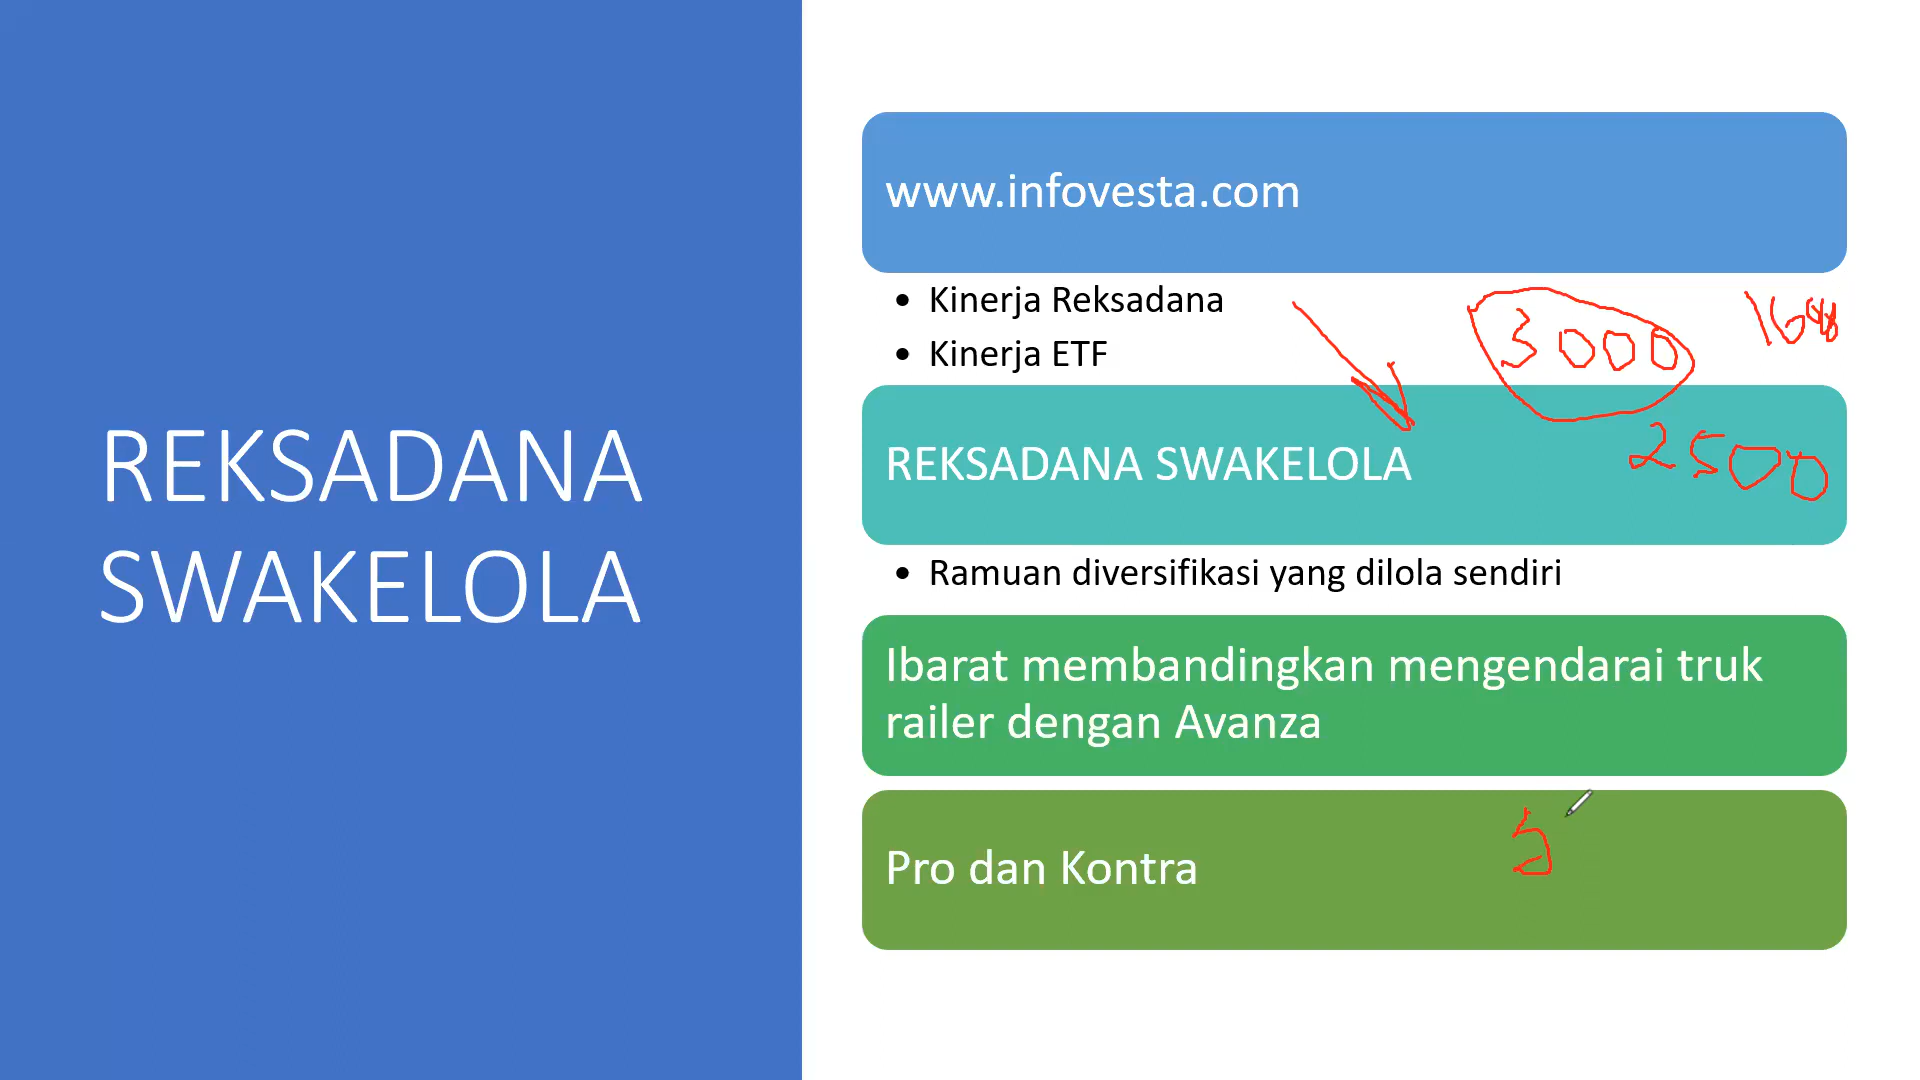 REKSADANA
SWAKELOLA
www.infovesta.com
• Kinerja Reksadana
• Kinerja ETF
3000
2500
REKSADANA SWAKELOLA
• Ramuan diversifikasi yang dilola sendiri
Ibarat membandingkan mengendarai truk
railer dengan Avanza
Pro dan Kontra
5